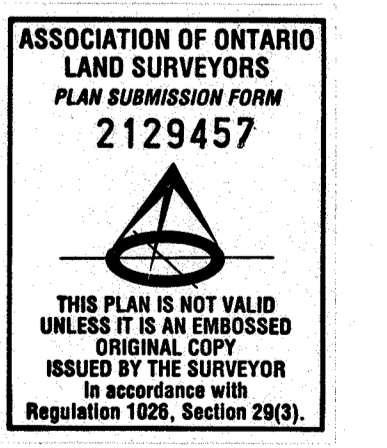 ASSOCIATION OF ONTARIO
LAND SURVEYORS
PLAN SUBMISSION FORM
2129457
THIS PLAN IS NOT VALID
UNLESS IT IS AN EMBOSSED
ORIGINAL COPY
ISSUED BY THE SURVEYOR
In accordance with
Regulation 1026, Section 29(3).